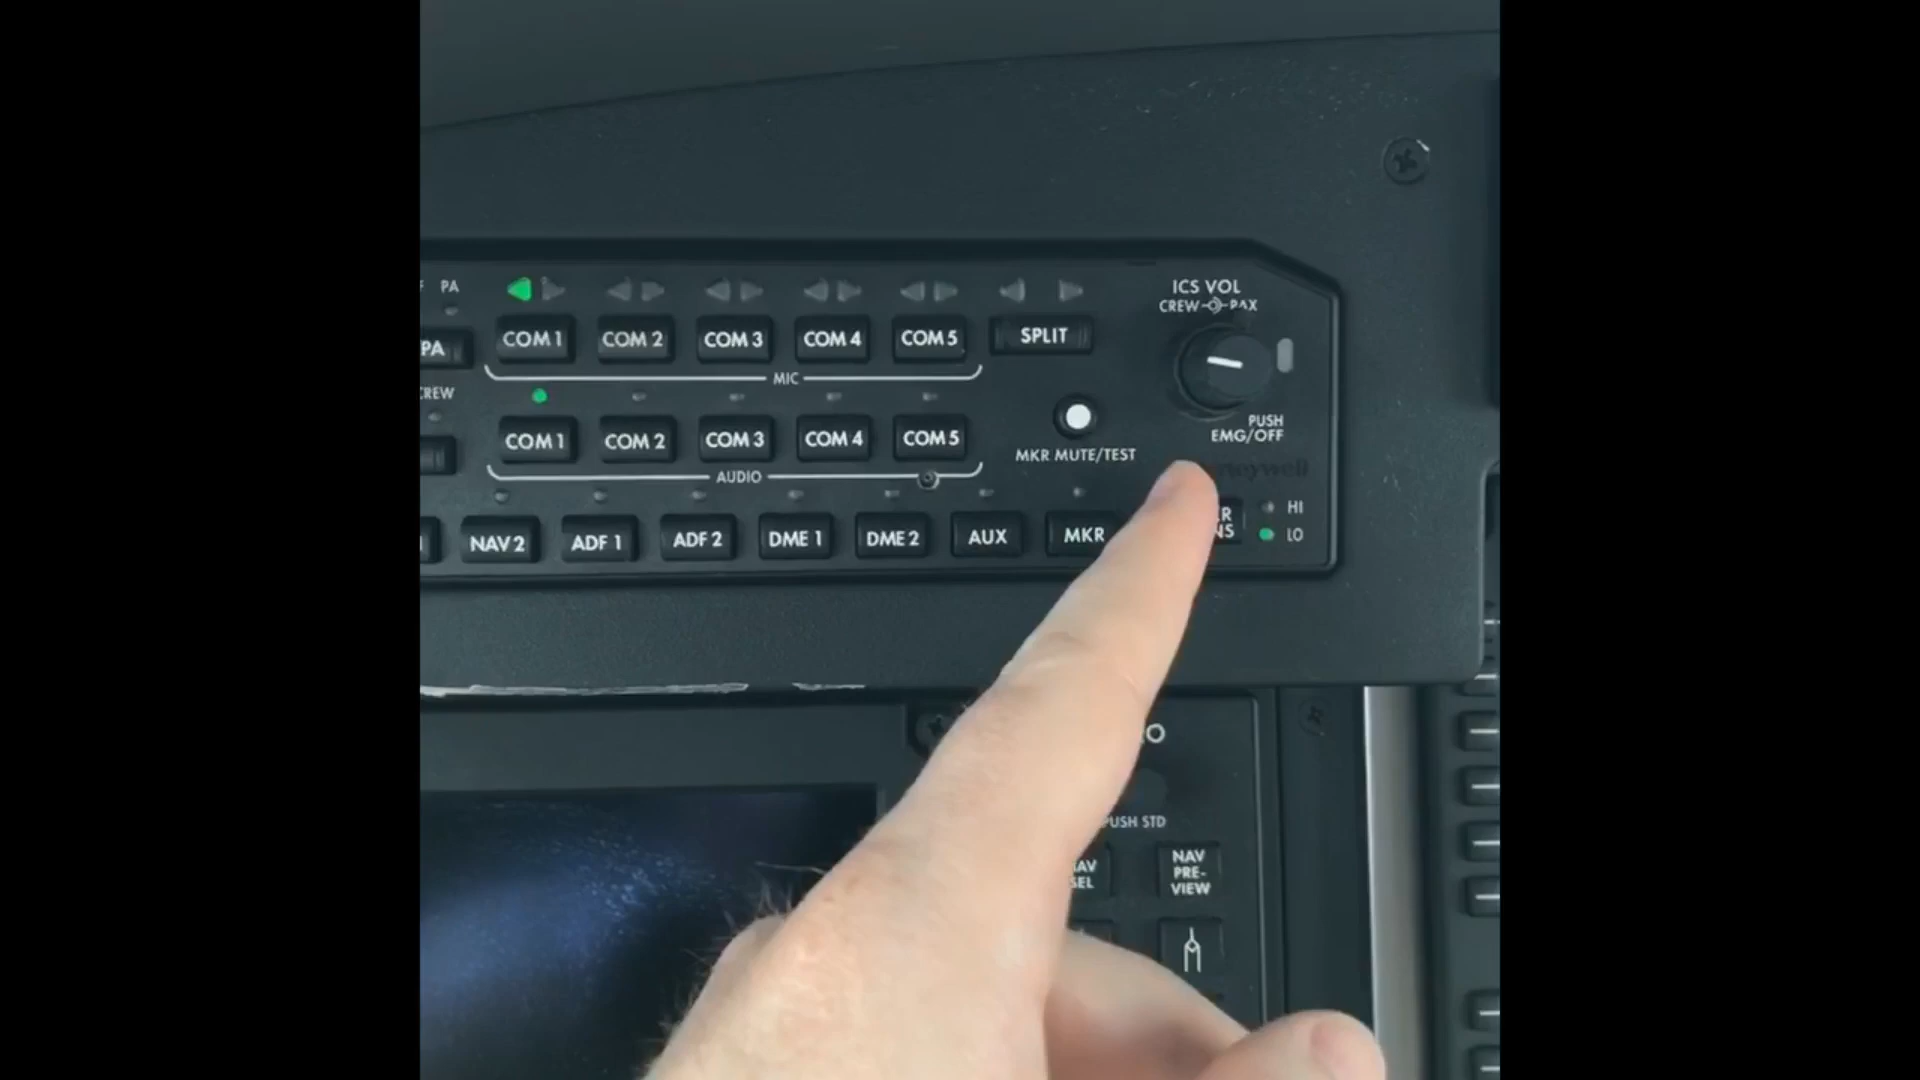 PA
ICS VOL
CREW PAX
PA
COM 1
COM 2
COM 3
COM 4
COM 5
SPLIT
MIC
CREW
COM 1
COM 2
COM 3
COM 4
COM 5
MKR MUTE/TEST
PUSH
EMG/OFF
AUDIO
NAV 2
ADF 1
ADF 2
DME 1
DME 2
AUX
MKR
HI
LO
PUSH STD
NAV
SEL
NAV
PRE-
VIEW